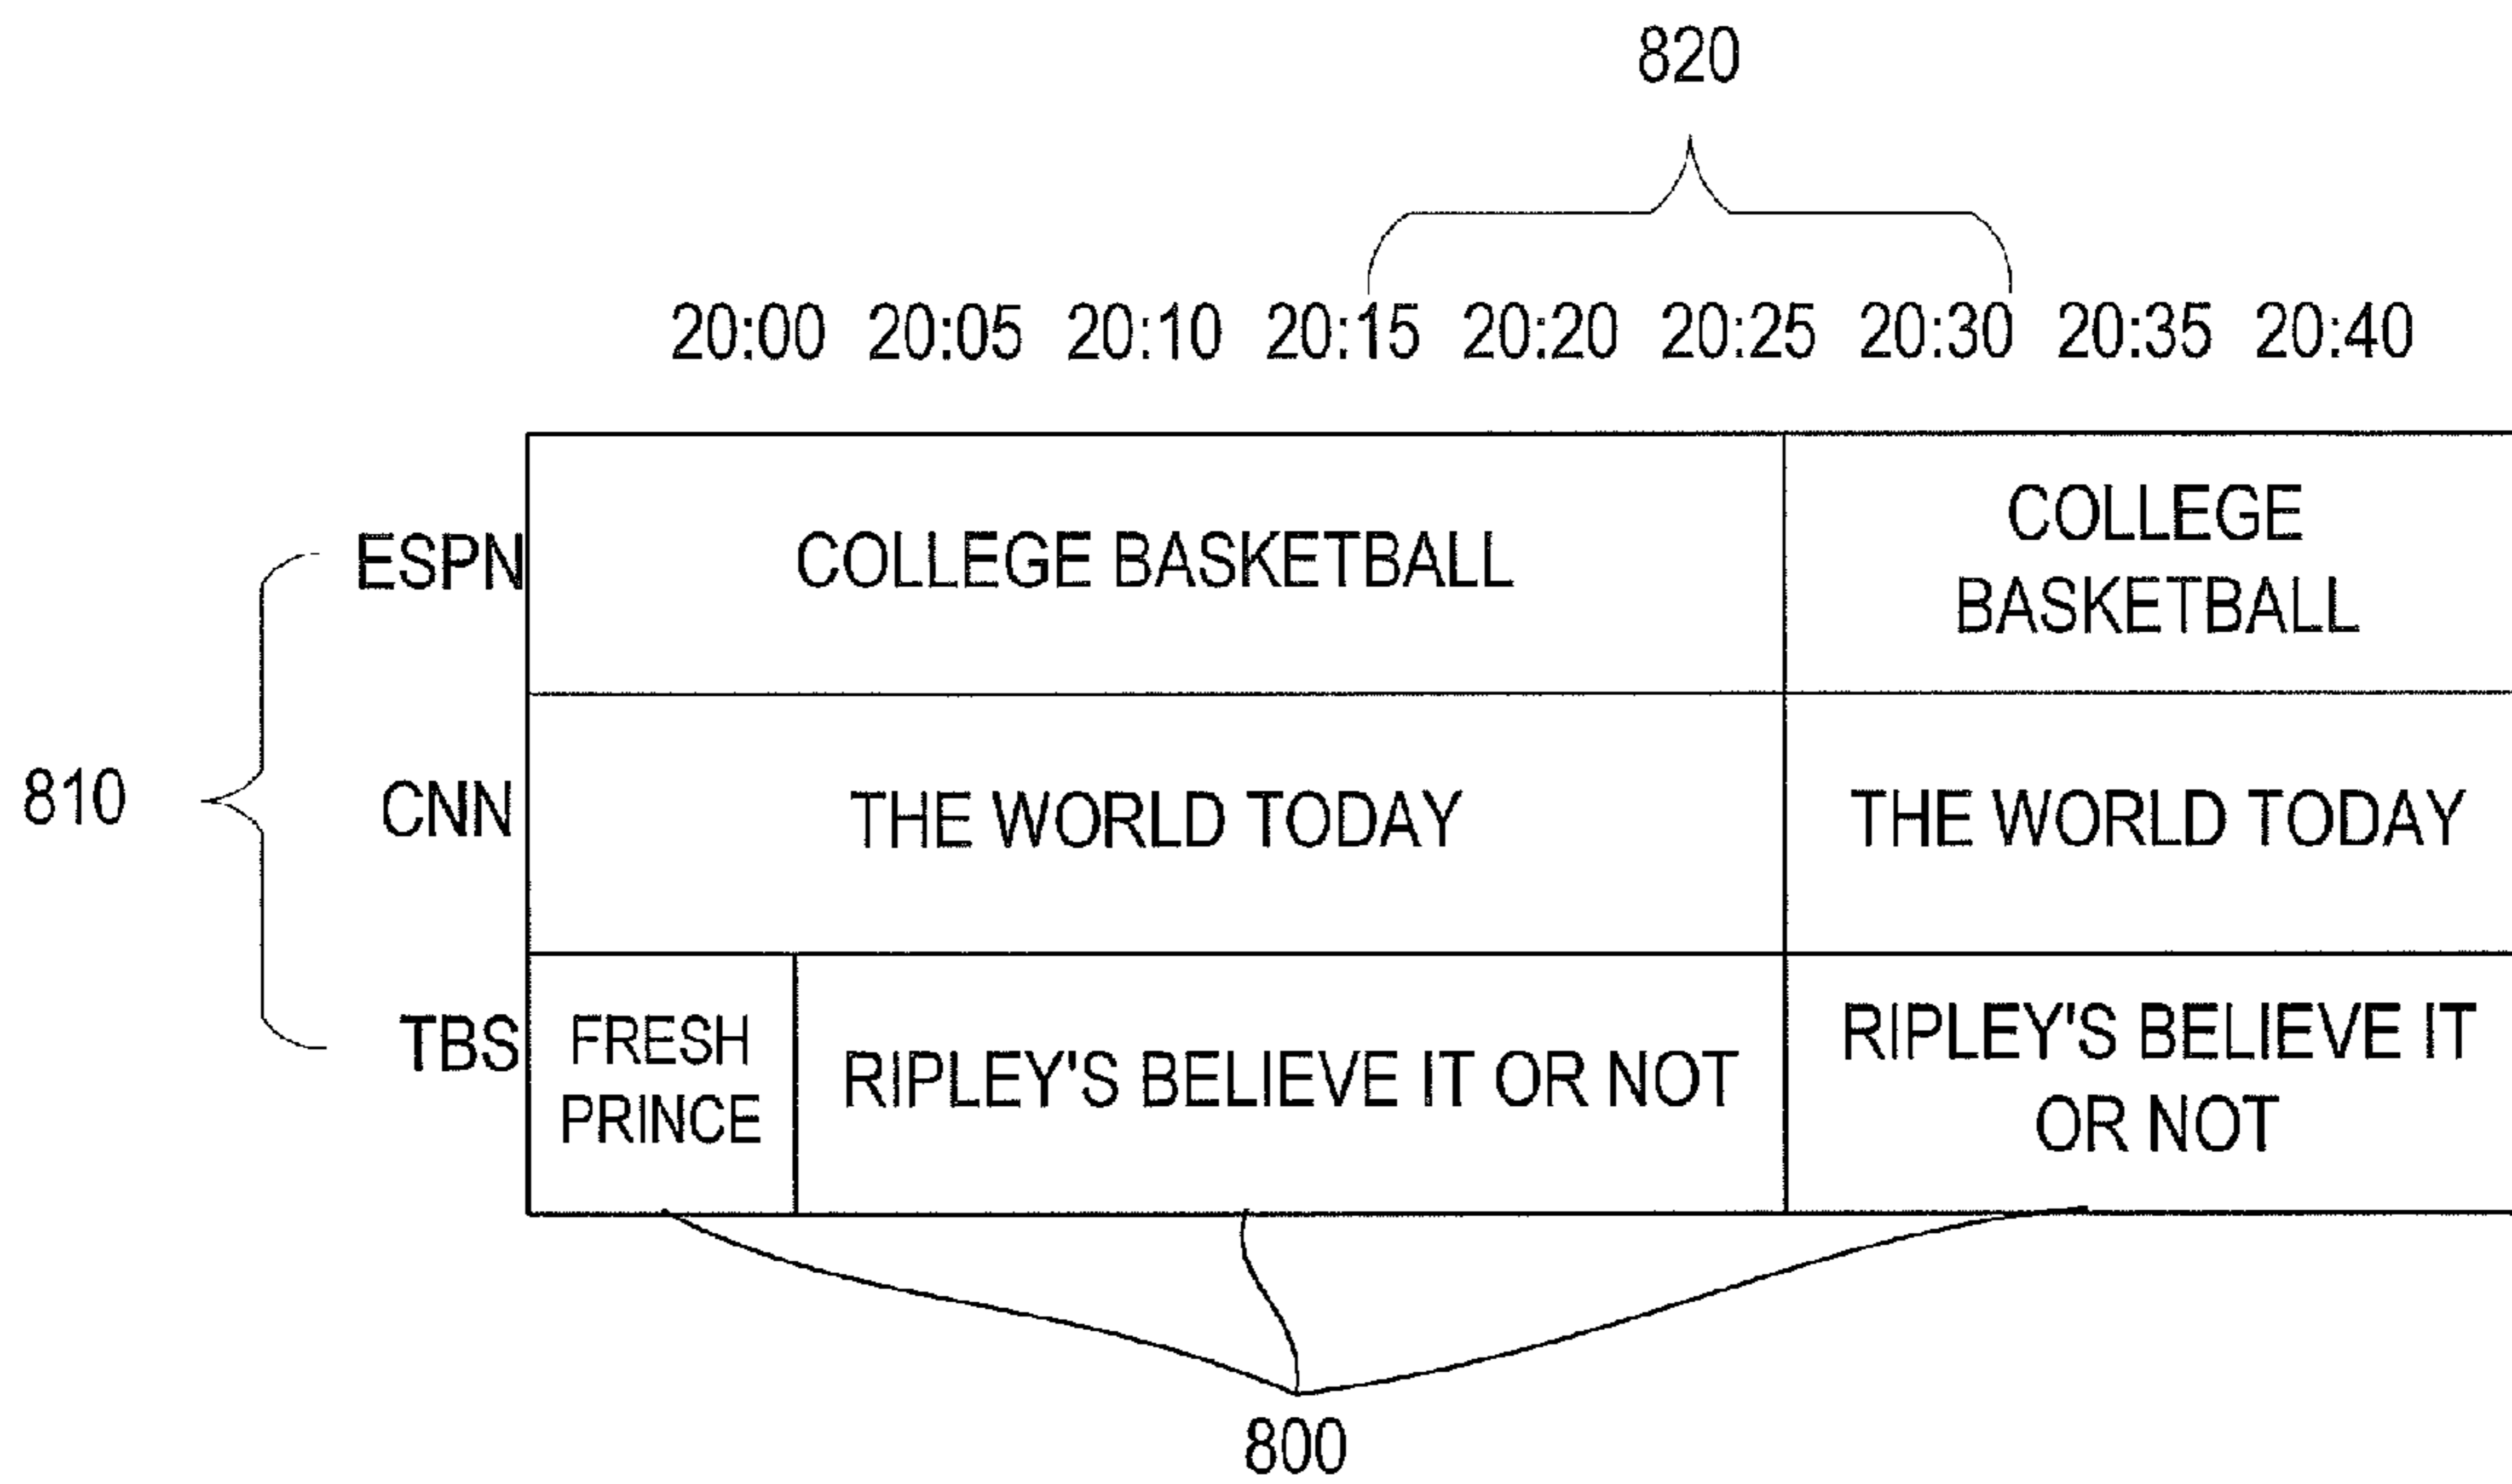 820
20:00 20:05 20:10 20:15 20:20 20:25 20:30 20:35 20:40
ESPN
COLLEGE BASKETBALL
COLLEGE
BASKETBALL
810
CNN
THE WORLD TODAY
THE WORLD TODAY
TBS
FRESH
PRINCE
RIPLEY'S BELIEVE IT OR NOT
RIPLEY'S BELIEVE IT
OR NOT
800